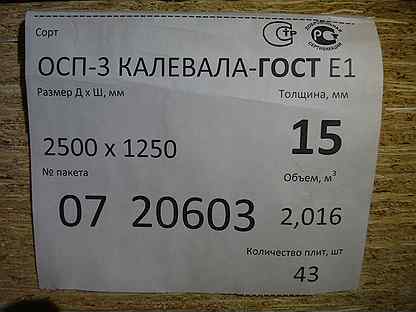 Сорт
ОСП-3 КАЛЕВАЛА-ГОСТ Е1
Размер Д х Ш, мм Толщина, мм
2500 х 1250 15
№ пакета Объем, м³
07 20603 2,016
Количество плит, шт
43